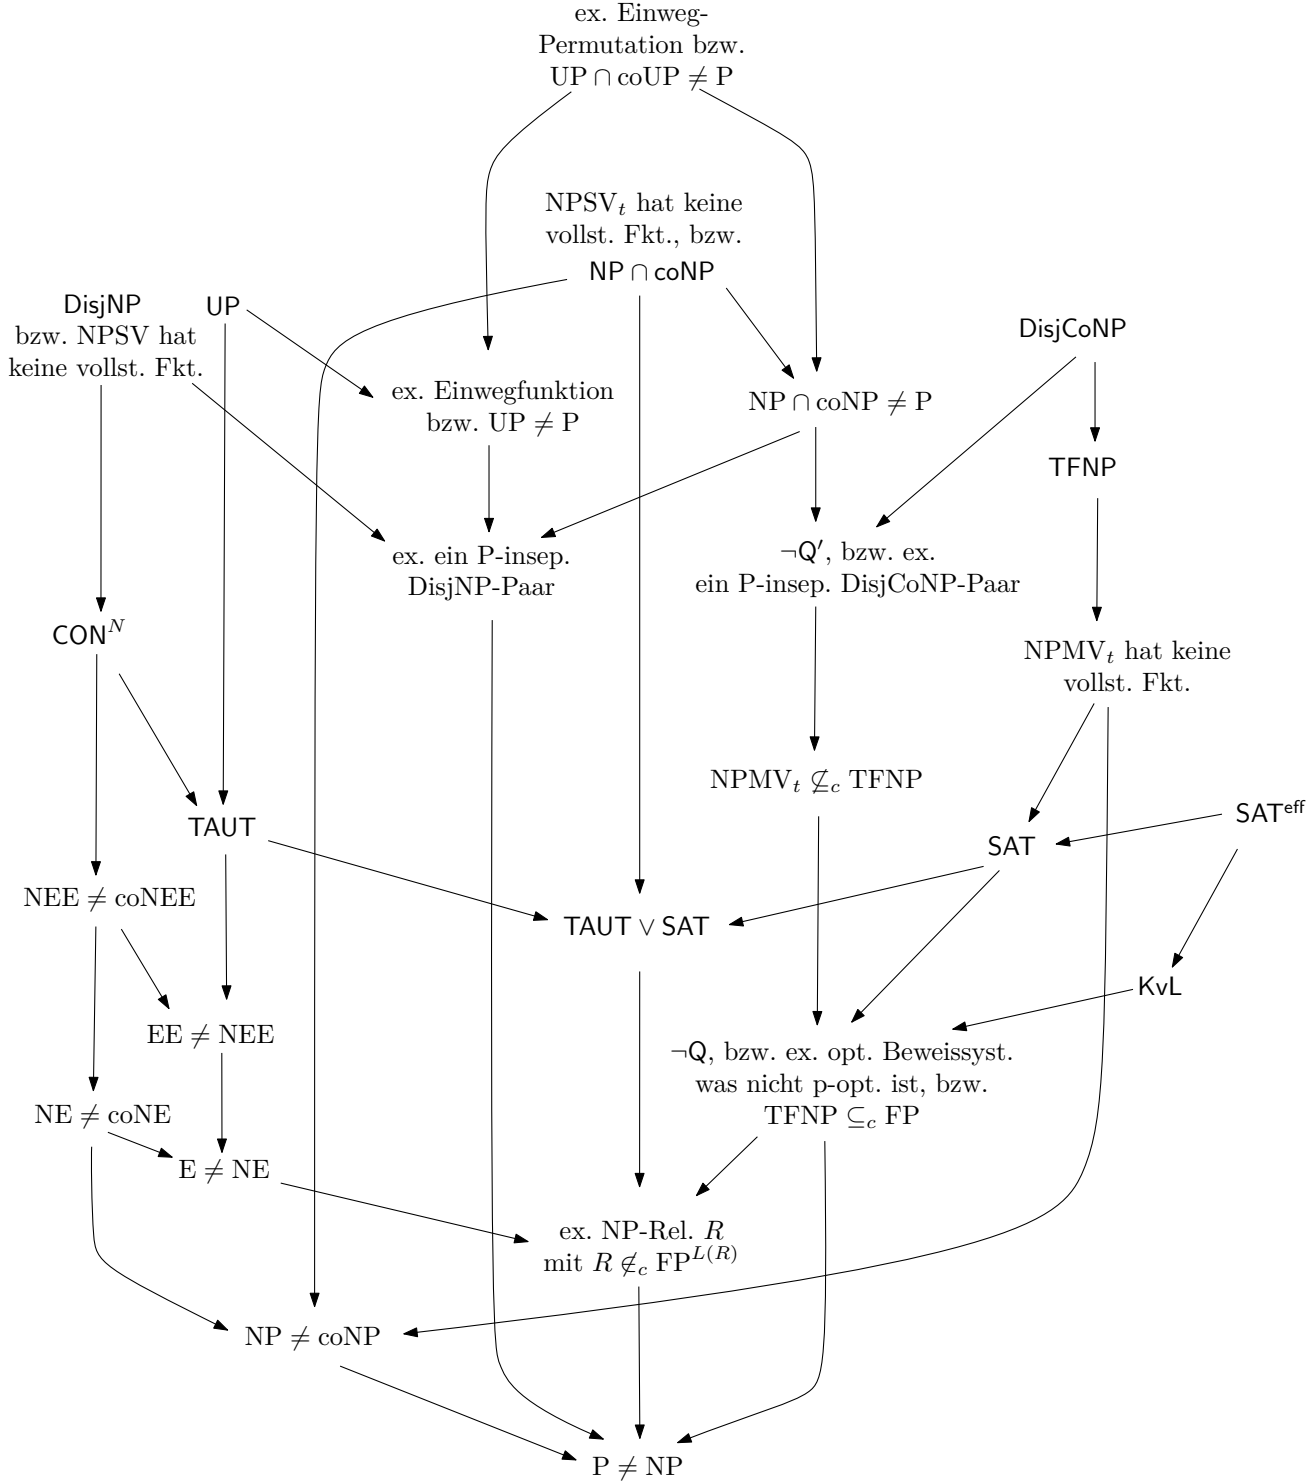 ex. Einweg-
Permutation bzw.
UP ∩ coUP ≠ P
NPSVₜ hat keine
vollst. Fkt., bzw.
NP ∩ coNP
DisjNP
bzw. NPSV hat
keine vollst. Fkt.
UP
DisjCoNP
ex. Einwegfunktion
bzw. UP ≠ P
NP ∩ coNP ≠ P
TFNP
ex. ein P-insep.
DisjNP-Paar
¬Q′, bzw. ex.
ein P-insep. DisjCoNP-Paar
CON^N
NPMVₜ hat keine
vollst. Fkt.
NPMVₜ ⊈_c TFNP
TAUT
SAT
SAT^eff
NEE ≠ coNEE
TAUT ∨ SAT
KvL
EE ≠ NEE
¬Q, bzw. ex. opt. Beweissyst.
was nicht p-opt. ist, bzw.
TFNP ⊆_c FP
NE ≠ coNE
E ≠ NE
ex. NP-Rel. R
mit R ∉_c FP^L(R)
NP ≠ coNP
P ≠ NP